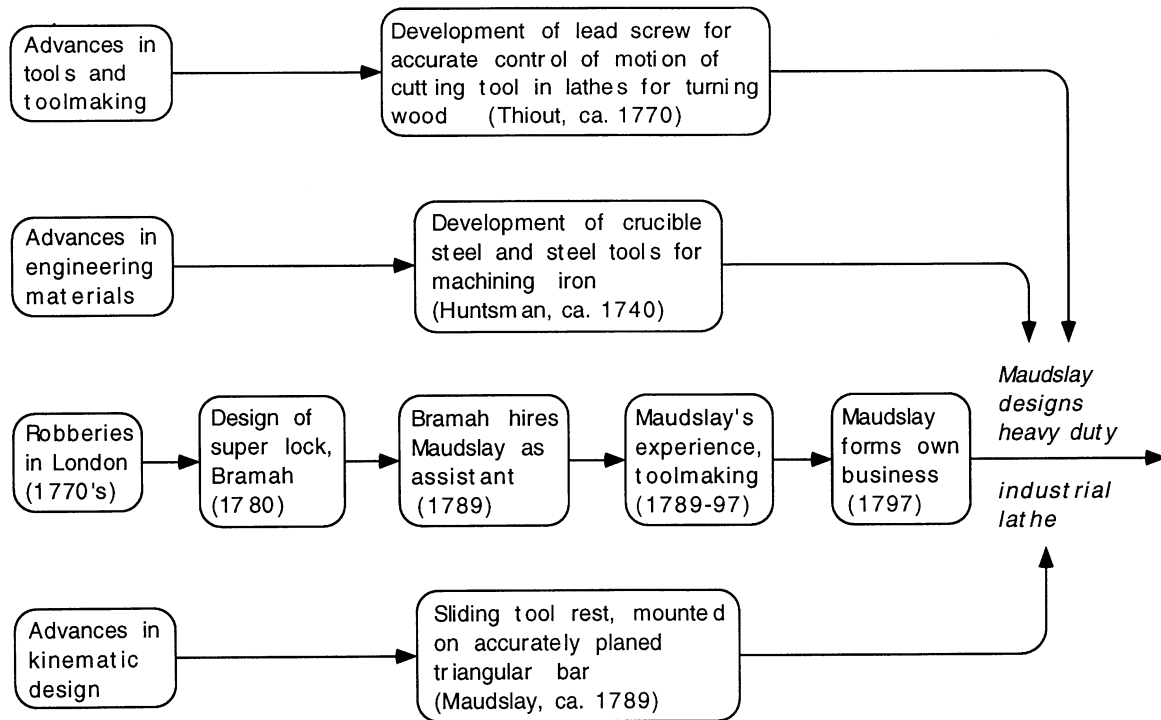 Advances in
tools and
toolmaking
Development of lead screw for
accurate control of motion of
cutting tool in lathes for turning
wood (Thiout, ca. 1770)
Advances in
engineering
materials
Development of crucible
steel and steel tools for
machining iron
(Huntsman, ca. 1740)
Robberies
in London
(1770's)
Design of
super lock,
Bramah
(1780)
Bramah hires
Maudslay as
assistant
(1789)
Maudslay's
experience,
toolmaking
(1789-97)
Maudslay
forms own
business
(1797)
Maudslay
designs
heavy duty
industrial
lathe
Advances in
kinematic
design
Sliding tool rest, mounted
on accurately planed
triangular bar
(Maudslay, ca. 1789)